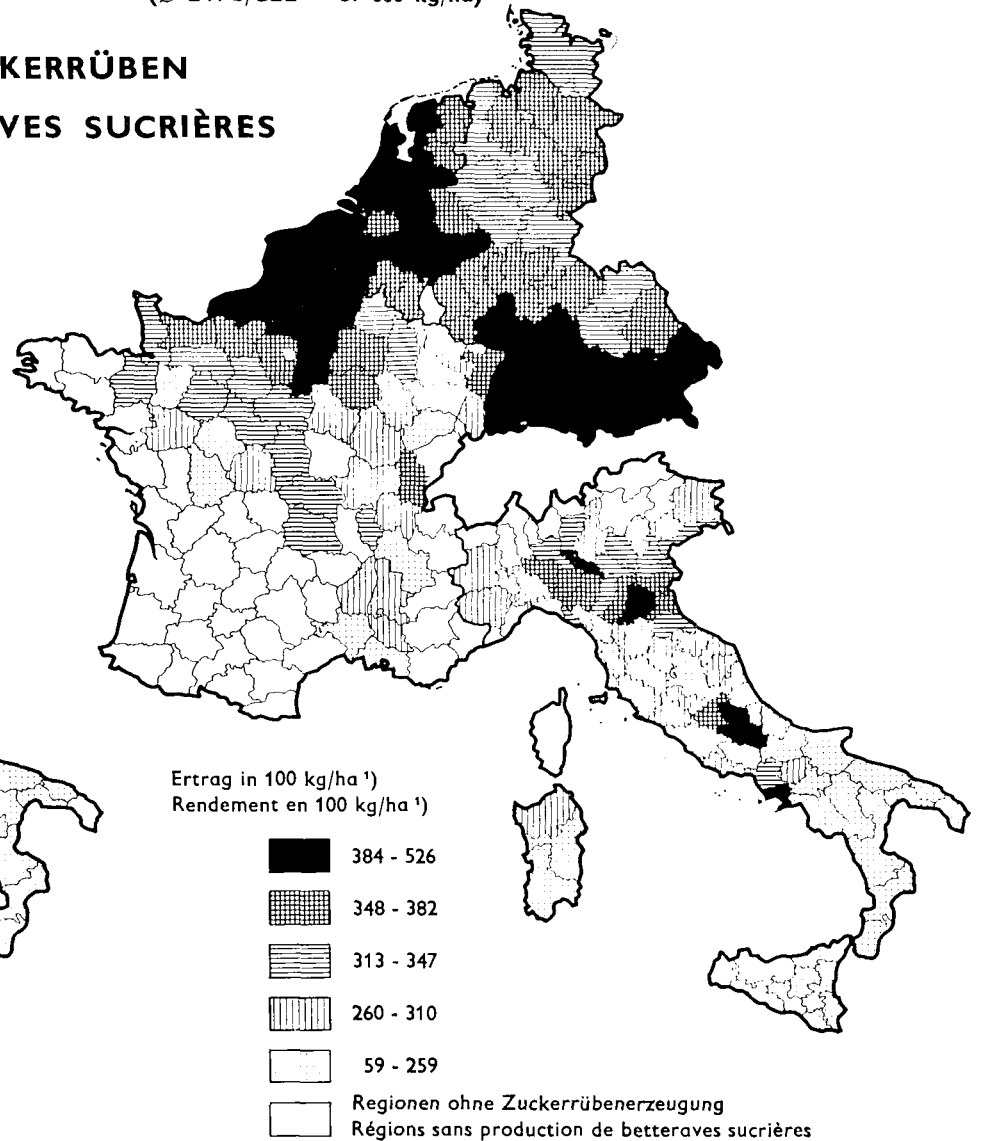 KERRÜBEN
VES SUCRIÈRES
Ertrag in 100 kg/ha ¹)
Rendement en 100 kg/ha ¹)
384 - 526
348 - 382
313 - 347
260 - 310
59 - 259
Regionen ohne Zuckerrübenerzeugung
Régions sans production de betteraves sucrières